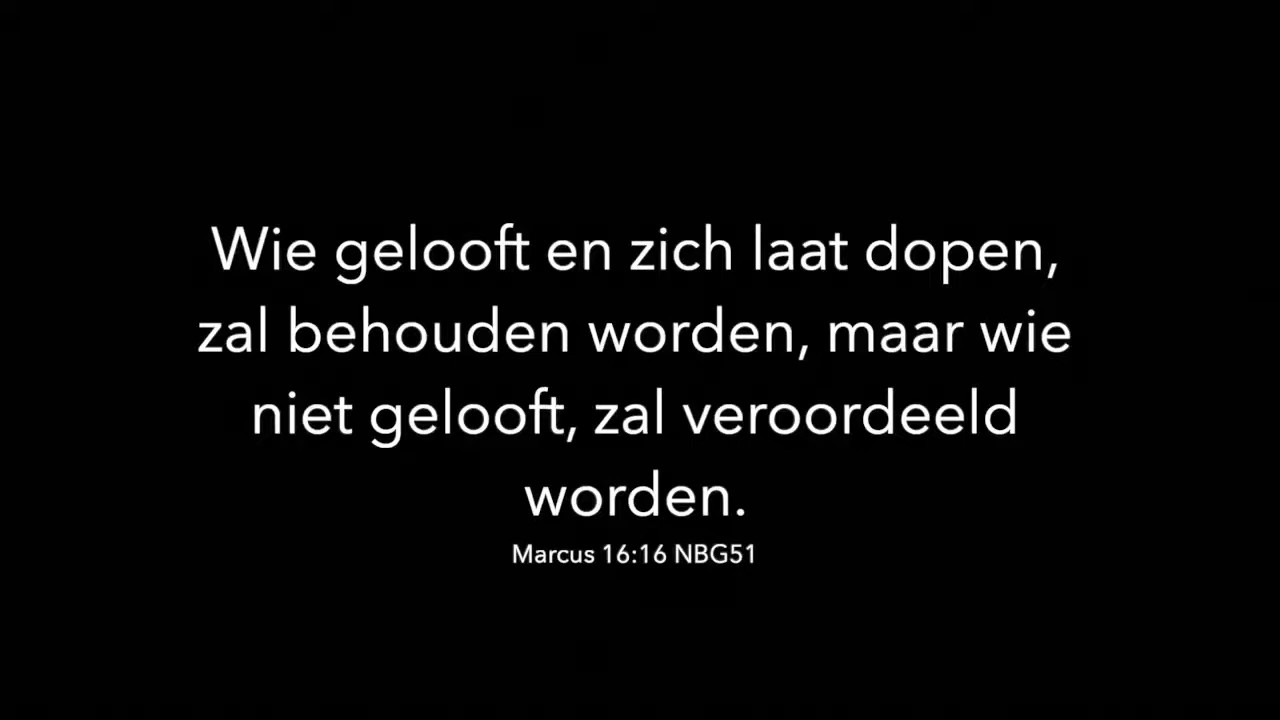 Wie gelooft en zich laat dopen,
zal behouden worden, maar wie
niet gelooft, zal veroordeeld
worden.
Marcus 16:16 NBG51